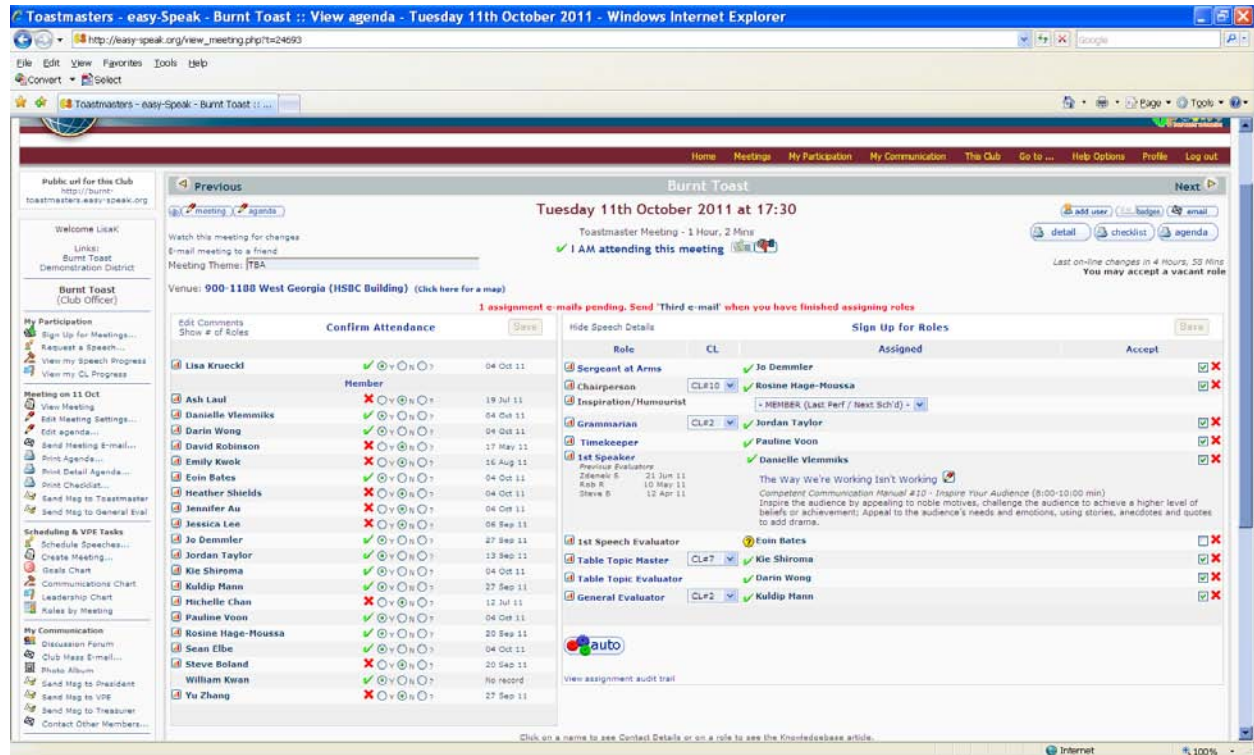 Toastmasters - easy-Speak - Burnt Toast :: View agenda - Tuesday 11th October 2011 - Windows Internet Explorer
http://easy-speak.org/view_meeting.php?t=24693
Google
File Edit View Favorites Tools Help
Convert Select
Toastmasters - easy-Speak - Burnt Toast :: ...
Page Tools
Home Meetings My Participation My Communication This Club Go to ... Help Options Profile Log out
Public url for this Club
http://burnt-toastmasters.easy-speak.org
Welcome LisaK
Links:
Burnt Toast
Demonstration District
Burnt Toast
(Club Officer)
My Participation
Sign Up for Meetings...
Request a Speech...
View my Speech Progress
View my CL Progress
Meeting on 11 Oct
View Meeting
Edit Meeting Settings...
Edit agenda...
Send Meeting E-mail...
Print Agenda...
Print Detail Agenda...
Print Checklist...
Send Msg to Toastmaster
Send Msg to General Eval
Scheduling & VPE Tasks
Schedule Speeches...
Create Meeting...
Goals Chart
Communications Chart
Leadership Chart
Roles by Meeting
My Communication
Discussion Forum
Club Mass E-mail...
Photo Album
Send Msg to President
Send Msg to VPE
Send Msg to Treasurer
Contact Other Members...
Previous Burnt Toast Next
meeting agenda
Tuesday 11th October 2011 at 17:30
add user badges email
Watch this meeting for changes
Toastmaster Meeting - 1 Hour, 2 Mins
detail checklist agenda
E-mail meeting to a friend
I AM attending this meeting
Meeting Theme: TBA
Last on-line changes in 4 Hours, 58 Mins
You may accept a vacant role
Venue: 900-1188 West Georgia (HSBC Building) (Click here for a map)
1 assignment e-mails pending. Send 'Third e-mail' when you have finished assigning roles
Edit Comments
Show # of Roles
Confirm Attendance Save
Lisa Krueckl Y N ? 04 Oct 11
Member
Ash Laul Y N ? 19 Jul 11
Danielle Vlemmiks Y N ? 04 Oct 11
Darin Wong Y N ? 04 Oct 11
David Robinson Y N ? 17 May 11
Emily Kwok Y N ? 16 Aug 11
Eoin Bates Y N ? 04 Oct 11
Heather Shields Y N ? 04 Oct 11
Jennifer Au Y N ? 04 Oct 11
Jessica Lee Y N ? 06 Sep 11
Jo Demmler Y N ? 27 Sep 11
Jordan Taylor Y N ? 13 Sep 11
Kie Shiroma Y N ? 04 Oct 11
Kuldip Mann Y N ? 27 Sep 11
Michelle Chan Y N ? 12 Jul 11
Pauline Voon Y N ? 04 Oct 11
Rosine Hage-Moussa Y N ? 20 Sep 11
Sean Elbe Y N ? 04 Oct 11
Steve Boland Y N ? 20 Sep 11
William Kwan Y N ? No record
Yu Zhang Y N ? 27 Sep 11
Hide Speech Details Sign Up for Roles Save
Role CL Assigned Accept
Sergeant at Arms Jo Demmler
Chairperson CL#10 Rosine Hage-Moussa
Inspiration/Humourist - MEMBER (Last Perf / Next Sch'd) -
Grammarian CL#2 Jordan Taylor
Timekeeper Pauline Voon
1st Speaker Danielle Vlemmiks
Previous Evaluators
Zdenek S 21 Jun 11
Rob R 10 May 11
Steve B 12 Apr 11
The Way We're Working Isn't Working
Competent Communication Manual #10 - Inspire Your Audience (8:00-10:00 min)
Inspire the audience by appealing to noble motives, challenge the audience to achieve a higher level of
beliefs or achievement; Appeal to the audience's needs and emotions, using stories, anecdotes and quotes
to add drama.
1st Speech Evaluator Eoin Bates
Table Topic Master CL#7 Kie Shiroma
Table Topic Evaluator Darin Wong
General Evaluator CL#2 Kuldip Mann
auto
View assignment audit trail
Click on a name to see Contact Details or on a role to see the Knowledgebase article.
Internet 100%